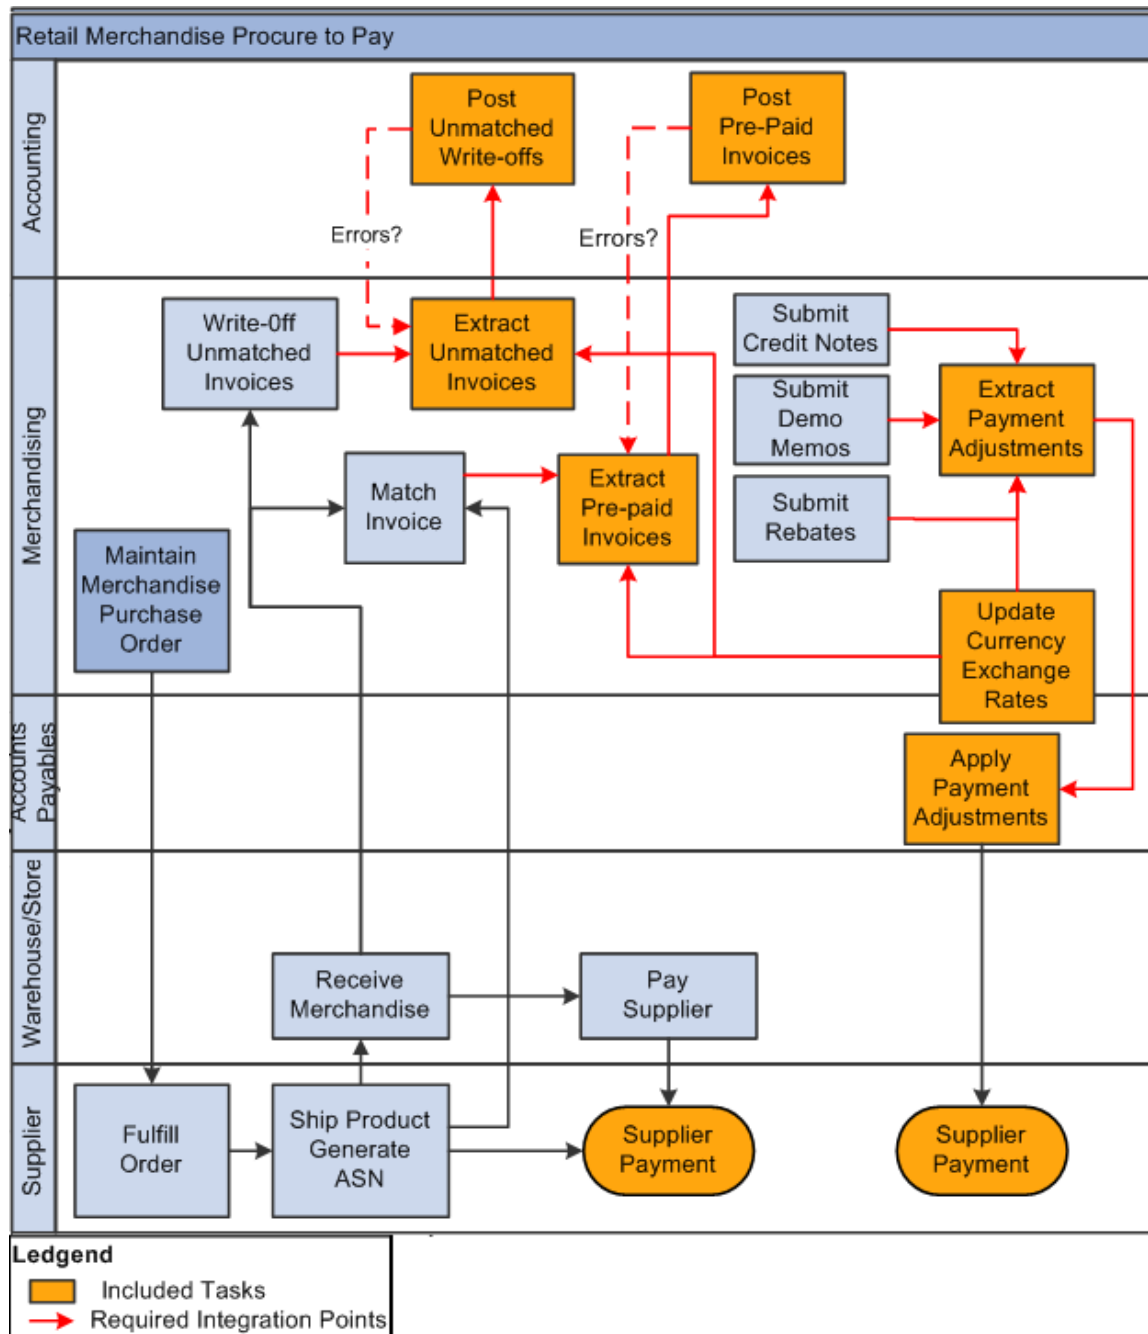 Retail Merchandise Procure to Pay
Accounting
Post
Unmatched
Write-offs
Post
Pre-Paid
Invoices
Errors?
Errors?
Merchandising
Write-0ff
Unmatched
Invoices
Extract
Unmatched
Invoices
Submit
Credit Notes
Submit
Demo
Memos
Extract
Payment
Adjustments
Match
Invoice
Extract
Pre-paid
Invoices
Submit
Rebates
Maintain
Merchandise
Purchase
Order
Update
Currency
Exchange
Rates
Accounts
Payables
Apply
Payment
Adjustments
Warehouse/Store
Receive
Merchandise
Pay
Supplier
Supplier
Fulfill
Order
Ship Product
Generate
ASN
Supplier
Payment
Supplier
Payment
Ledgend
Included Tasks
Required Integration Points